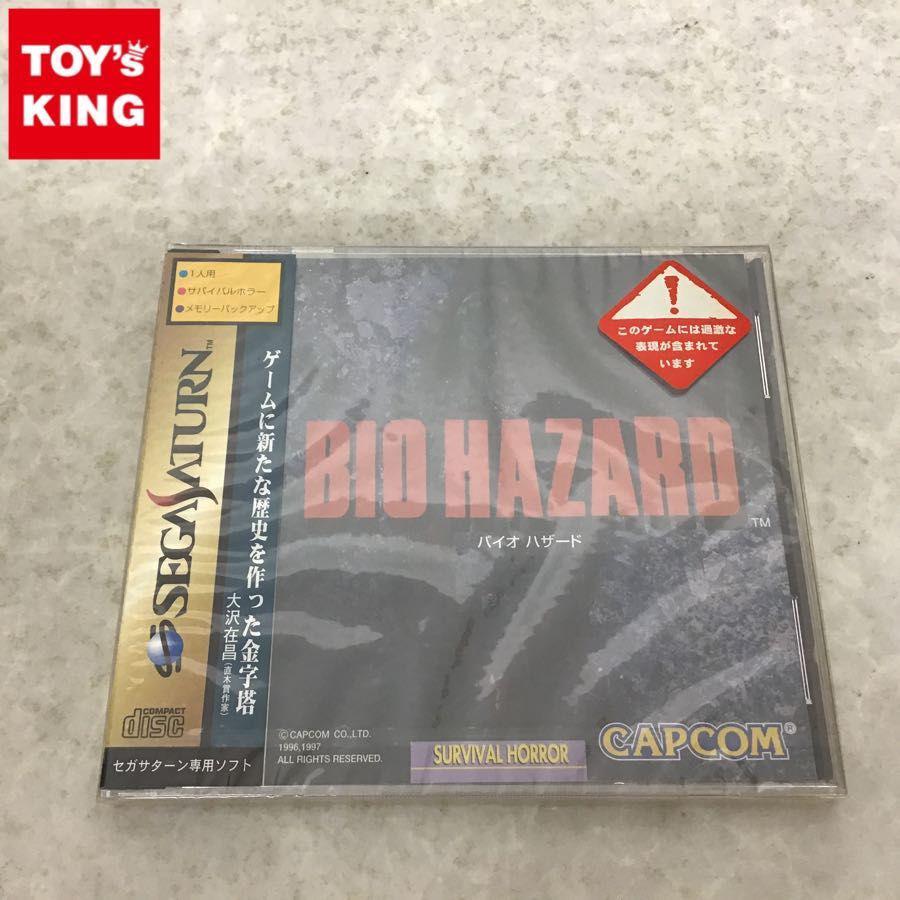 TOY's
KING
●1人用
●サバイバルホラー
●メモリーバックアップ
SEGA SATURN™
ゲームに新たな歴史を作った金字塔
大沢在昌(直木賞作家)
COMPACT
disc
セガサターン専用ソフト
!
このゲームには過激な
表現が含まれて
います
BIO HAZARD
TM
バイオ ハザード
©CAPCOM CO.,LTD.
1996,1997
ALL RIGHTS RESERVED.
SURVIVAL HORROR
CAPCOM®